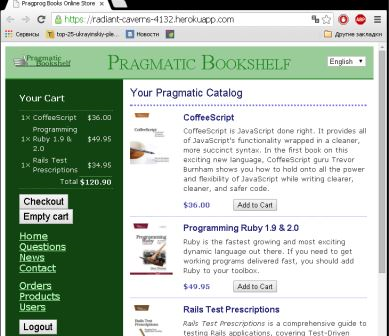 Pragprog Books Online Store
https://radiant-caverns-4132.herokuapp.com
Сервисы
top-25-ukrayinskiy-ple
Новости
Другие закладки
Pragmatic
Bookshelf
PRAGMATIC BOOKSHELF
English
Your Cart
1× CoffeeScript $36.00
1× Programming Ruby 1.9 & 2.0 $49.95
1× Rails Test Prescriptions $34.95
Total $120.90
Checkout
Empty cart
Home
Questions
News
Contact
Orders
Products
Users
Logout
Your Pragmatic Catalog
CoffeeScript
CoffeeScript is JavaScript done right. It provides all
of JavaScript's functionality wrapped in a cleaner,
more succinct syntax. In the first book on this
exciting new language, CoffeeScript guru Trevor
Burnham shows you how to hold onto all the power
and flexibility of JavaScript while writing clearer,
cleaner, and safer code.
$36.00 Add to Cart
Programming Ruby 1.9 & 2.0
Ruby is the fastest growing and most exciting
dynamic language out there. If you need to get
working programs delivered fast, you should add
Ruby to your toolbox.
$49.95 Add to Cart
Rails Test Prescriptions
Rails Test Prescriptions is a comprehensive guide to
testing Rails applications, covering Test-Driven